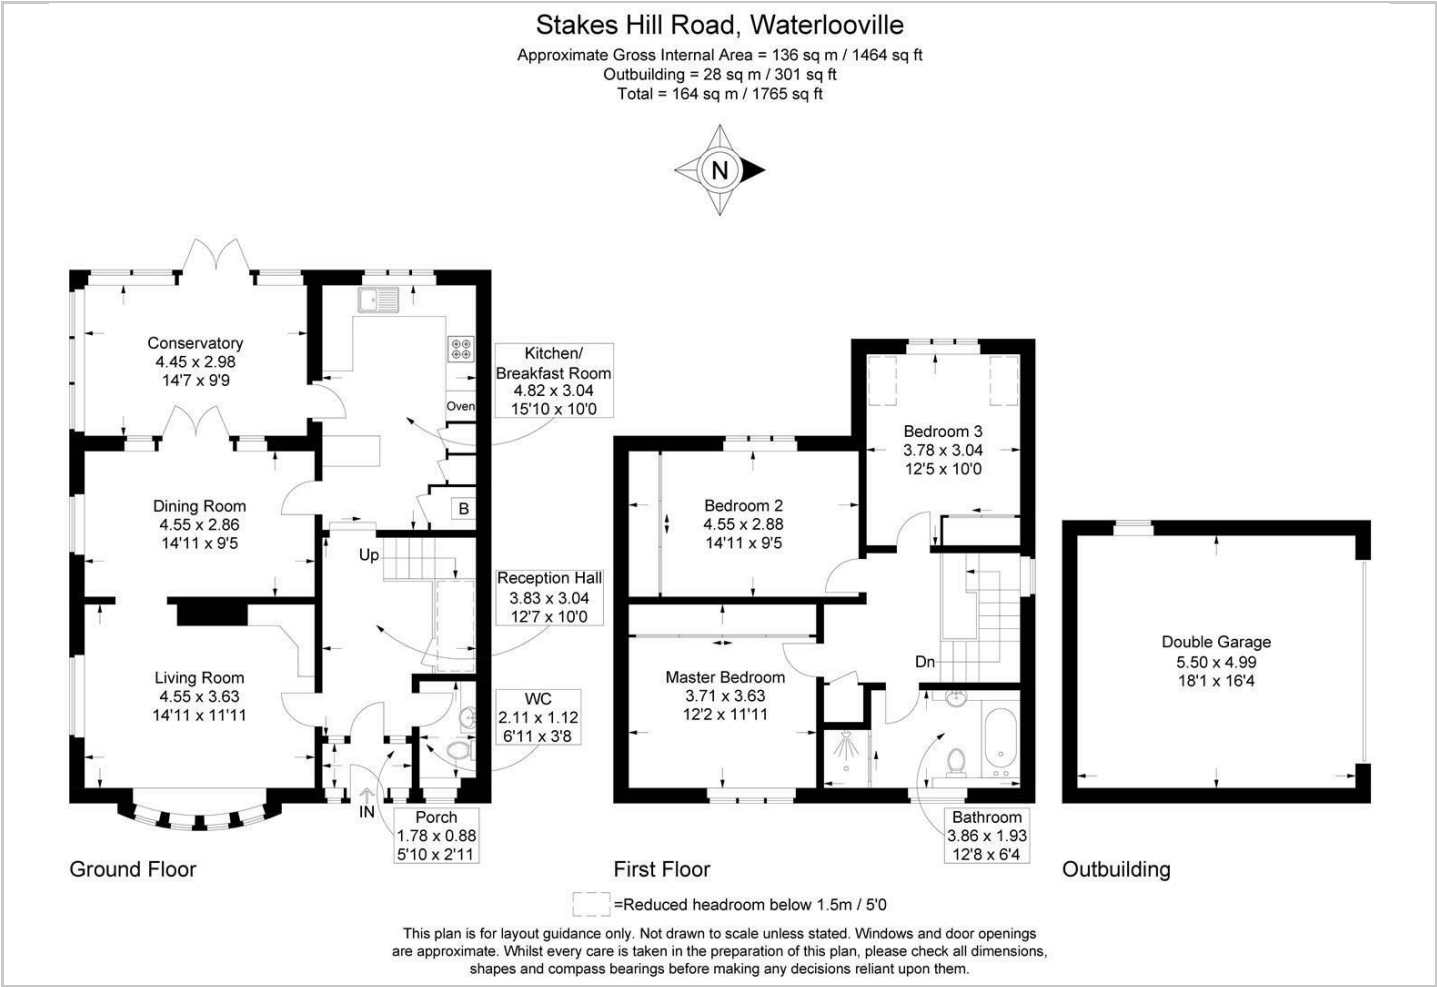 Stakes Hill Road, Waterlooville
Approximate Gross Internal Area = 136 sq m / 1464 sq ft
Outbuilding = 28 sq m / 301 sq ft
Total = 164 sq m / 1765 sq ft
N
Conservatory
4.45 x 2.98
14'7 x 9'9
Kitchen/
Breakfast Room
4.82 x 3.04
15'10 x 10'0
Oven
B
Dining Room
4.55 x 2.86
14'11 x 9'5
Up
Reception Hall
3.83 x 3.04
12'7 x 10'0
Living Room
4.55 x 3.63
14'11 x 11'11
WC
2.11 x 1.12
6'11 x 3'8
IN
Porch
1.78 x 0.88
5'10 x 2'11
Ground Floor
Bedroom 3
3.78 x 3.04
12'5 x 10'0
Bedroom 2
4.55 x 2.88
14'11 x 9'5
Dn
Master Bedroom
3.71 x 3.63
12'2 x 11'11
Bathroom
3.86 x 1.93
12'8 x 6'4
First Floor
Double Garage
5.50 x 4.99
18'1 x 16'4
Outbuilding
=Reduced headroom below 1.5m / 5'0
This plan is for layout guidance only. Not drawn to scale unless stated. Windows and door openings
are approximate. Whilst every care is taken in the preparation of this plan, please check all dimensions,
shapes and compass bearings before making any decisions reliant upon them.